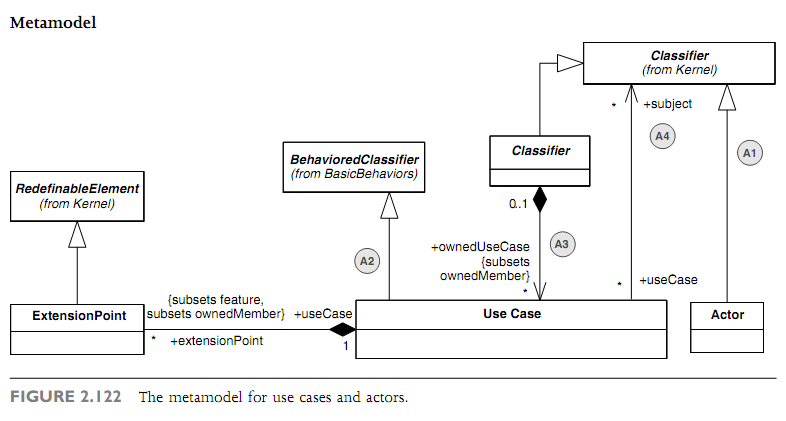 Metamodel
Classifier
(from Kernel)
* +subject
A4
A1
Classifier
BehavioredClassifier
(from BasicBehaviors)
RedefinableElement
(from Kernel)
0..1
A3
+ownedUseCase
{subsets
ownedMember}
*
A2
* +useCase
{subsets feature,
subsets ownedMember} +useCase
ExtensionPoint
* +extensionPoint
1
Use Case
Actor
FIGURE 2.122 The metamodel for use cases and actors.